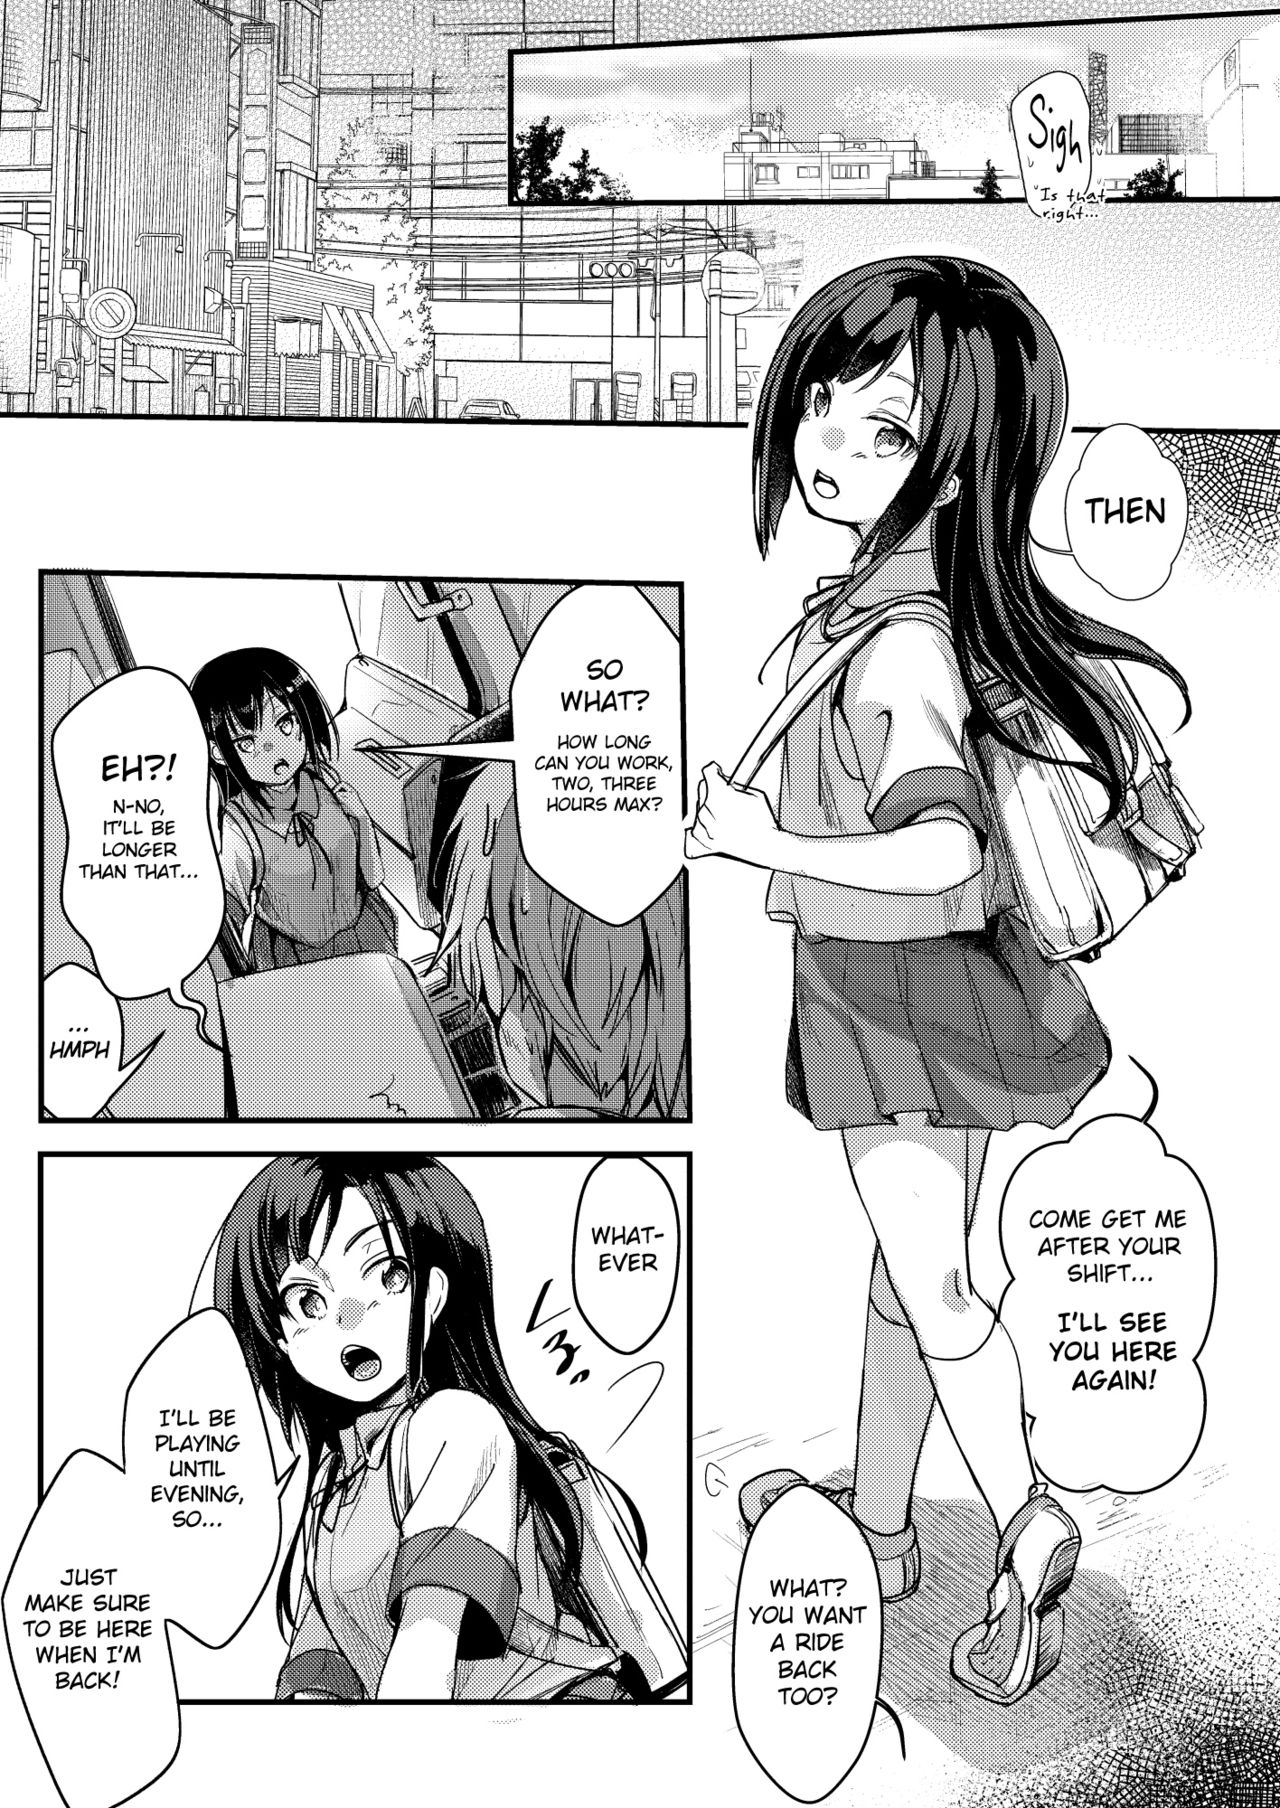 Sigh
Is that
right...
THEN
COME GET ME
AFTER YOUR
SHIFT...
I'LL SEE
YOU HERE
AGAIN!
WHAT?
YOU WANT
A RIDE
BACK
TOO?
SO
WHAT?
HOW LONG
CAN YOU WORK,
TWO, THREE
HOURS MAX?
EH?!
N-NO,
IT'LL BE
LONGER
THAN THAT...
...
HMPH
WHAT-
EVER
I'LL BE
PLAYING
UNTIL
EVENING,
SO...
JUST
MAKE SURE
TO BE HERE
WHEN I'M
BACK!